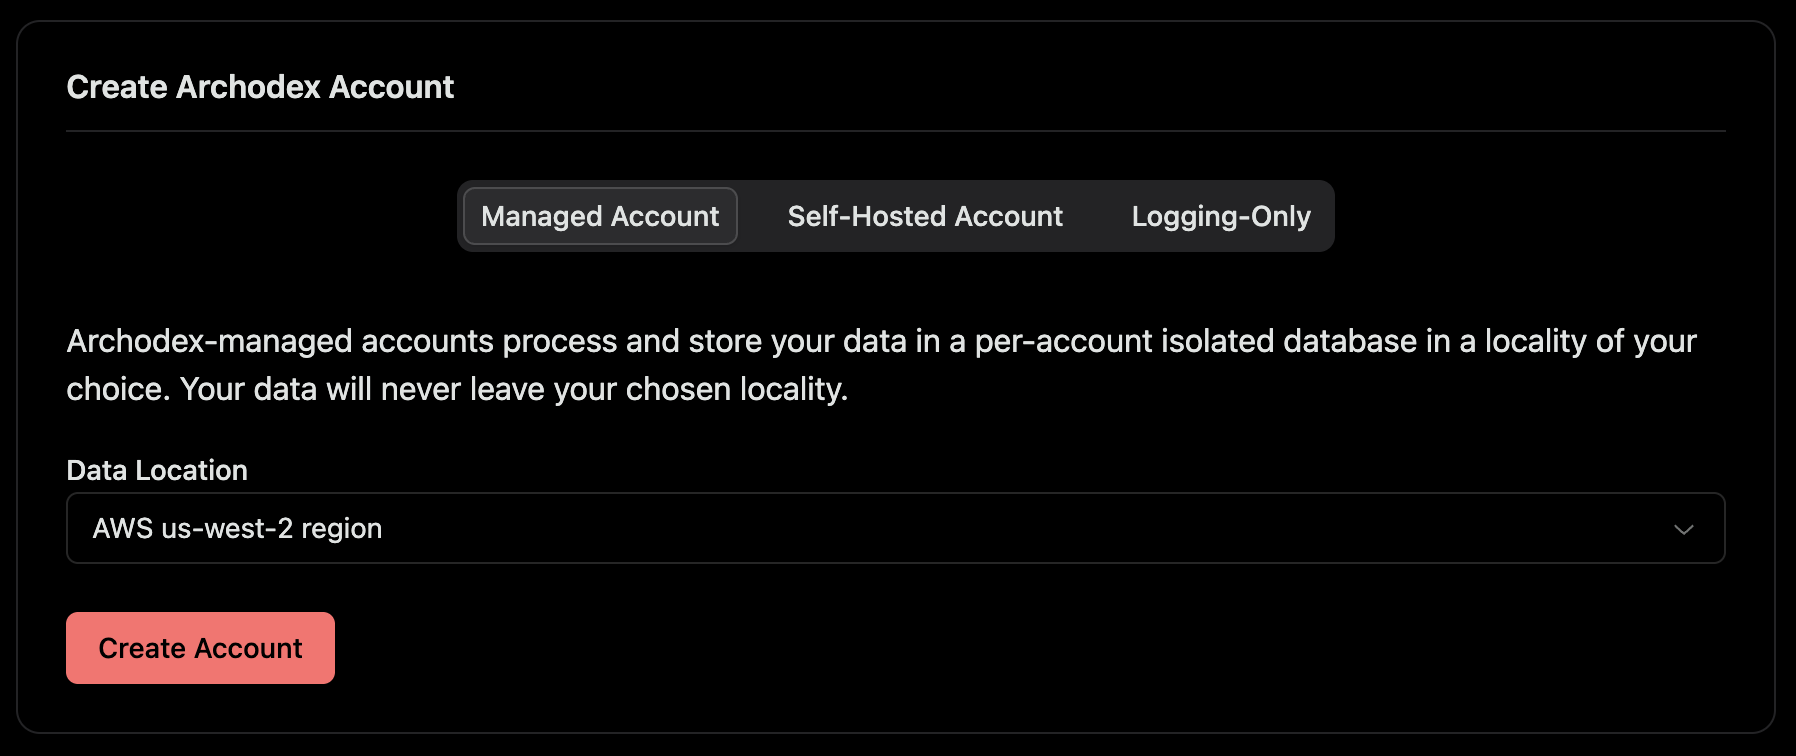 Create Archodex Account
Managed Account
Self-Hosted Account
Logging-Only
Archodex-managed accounts process and store your data in a per-account isolated database in a locality of your
choice. Your data will never leave your chosen locality.
Data Location
AWS us-west-2 region
Create Account